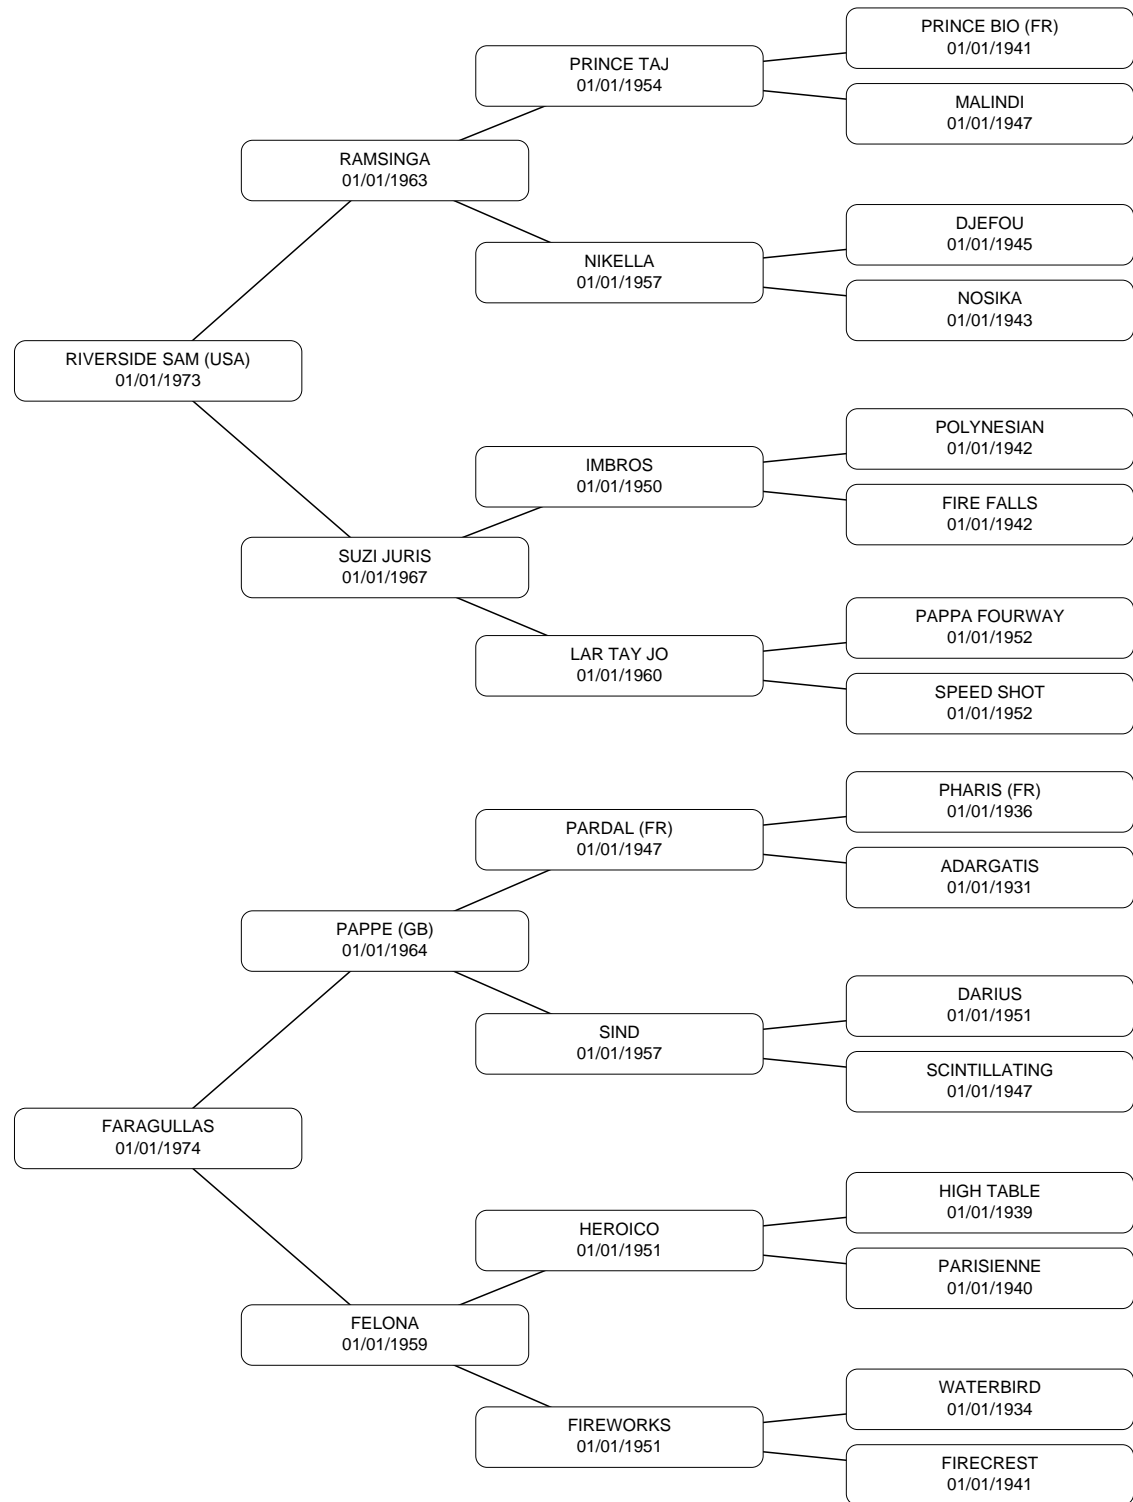 PRINCE BIO (FR)
01/01/1941
PRINCE TAJ
01/01/1954
MALINDI
01/01/1947
RAMSINGA
01/01/1963
DJEFOU
01/01/1945
NIKELLA
01/01/1957
NOSIKA
01/01/1943
RIVERSIDE SAM (USA)
01/01/1973
POLYNESIAN
01/01/1942
IMBROS
01/01/1950
FIRE FALLS
01/01/1942
SUZI JURIS
01/01/1967
PAPPA FOURWAY
01/01/1952
LAR TAY JO
01/01/1960
SPEED SHOT
01/01/1952
PHARIS (FR)
01/01/1936
PARDAL (FR)
01/01/1947
ADARGATIS
01/01/1931
PAPPE (GB)
01/01/1964
DARIUS
01/01/1951
SIND
01/01/1957
SCINTILLATING
01/01/1947
FARAGULLAS
01/01/1974
HIGH TABLE
01/01/1939
HEROICO
01/01/1951
PARISIENNE
01/01/1940
FELONA
01/01/1959
WATERBIRD
01/01/1934
FIREWORKS
01/01/1951
FIRECREST
01/01/1941